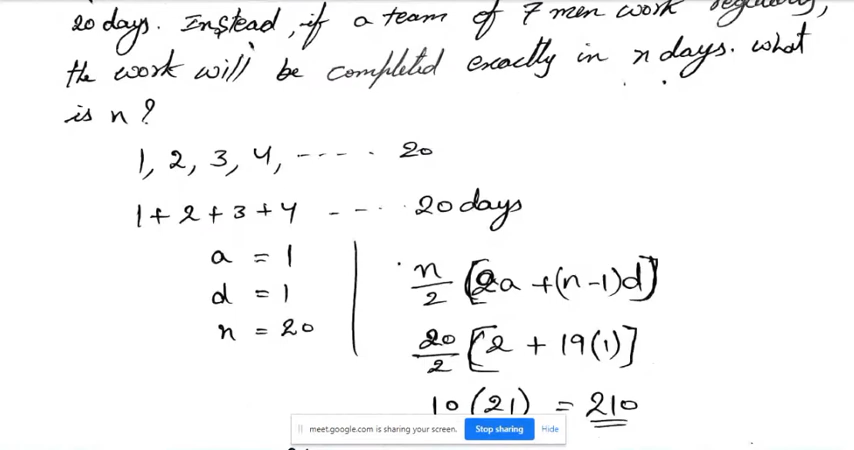 20 days. Instead, if a team of 7 men work regularly,
the work will be completed exactly in n days. what
is n?
1, 2, 3, 4, ---- . 20
1 + 2 + 3 + 4 -- --. 20 days
a = 1
d = 1
n = 20
n/2 [2a + (n-1)d]
20/2 [2 + 19(1)]
10 (21) = 210
meet.google.com is sharing your screen. Stop sharing Hide